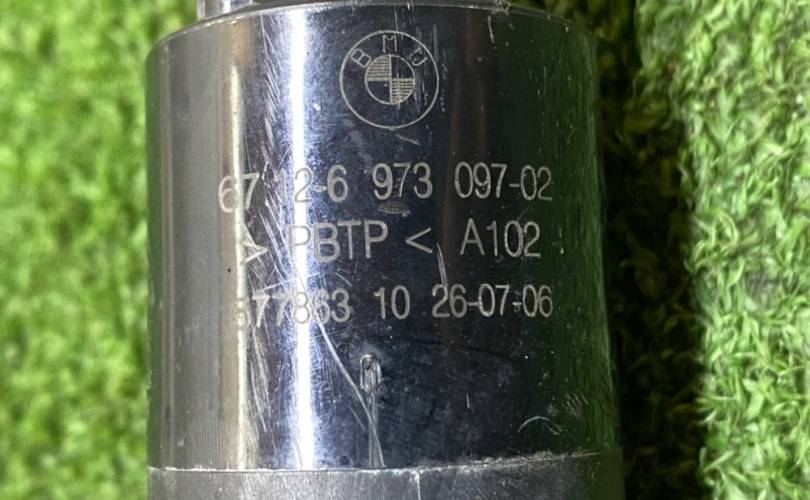 BMW
67 12-6 973 097-02
> PBTP < A102
577863 10 26-07-06